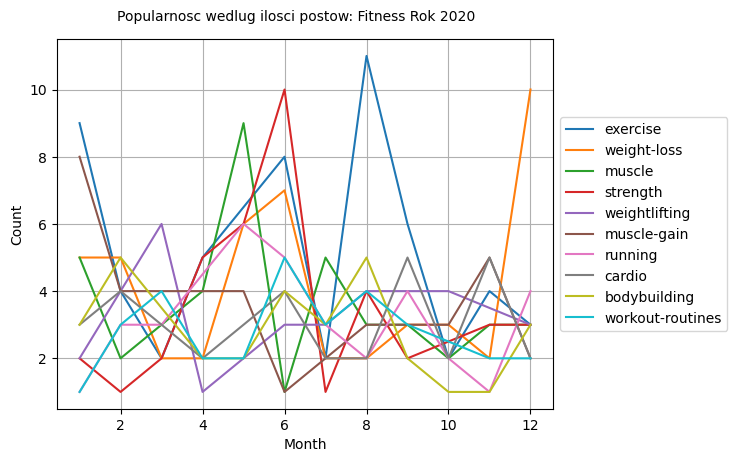 Popularnosc wedlug ilosci postow: Fitness Rok 2020
Count
10
8
6
4
2
2
4
6
8
10
12
Month
exercise
weight-loss
muscle
strength
weightlifting
muscle-gain
running
cardio
bodybuilding
workout-routines